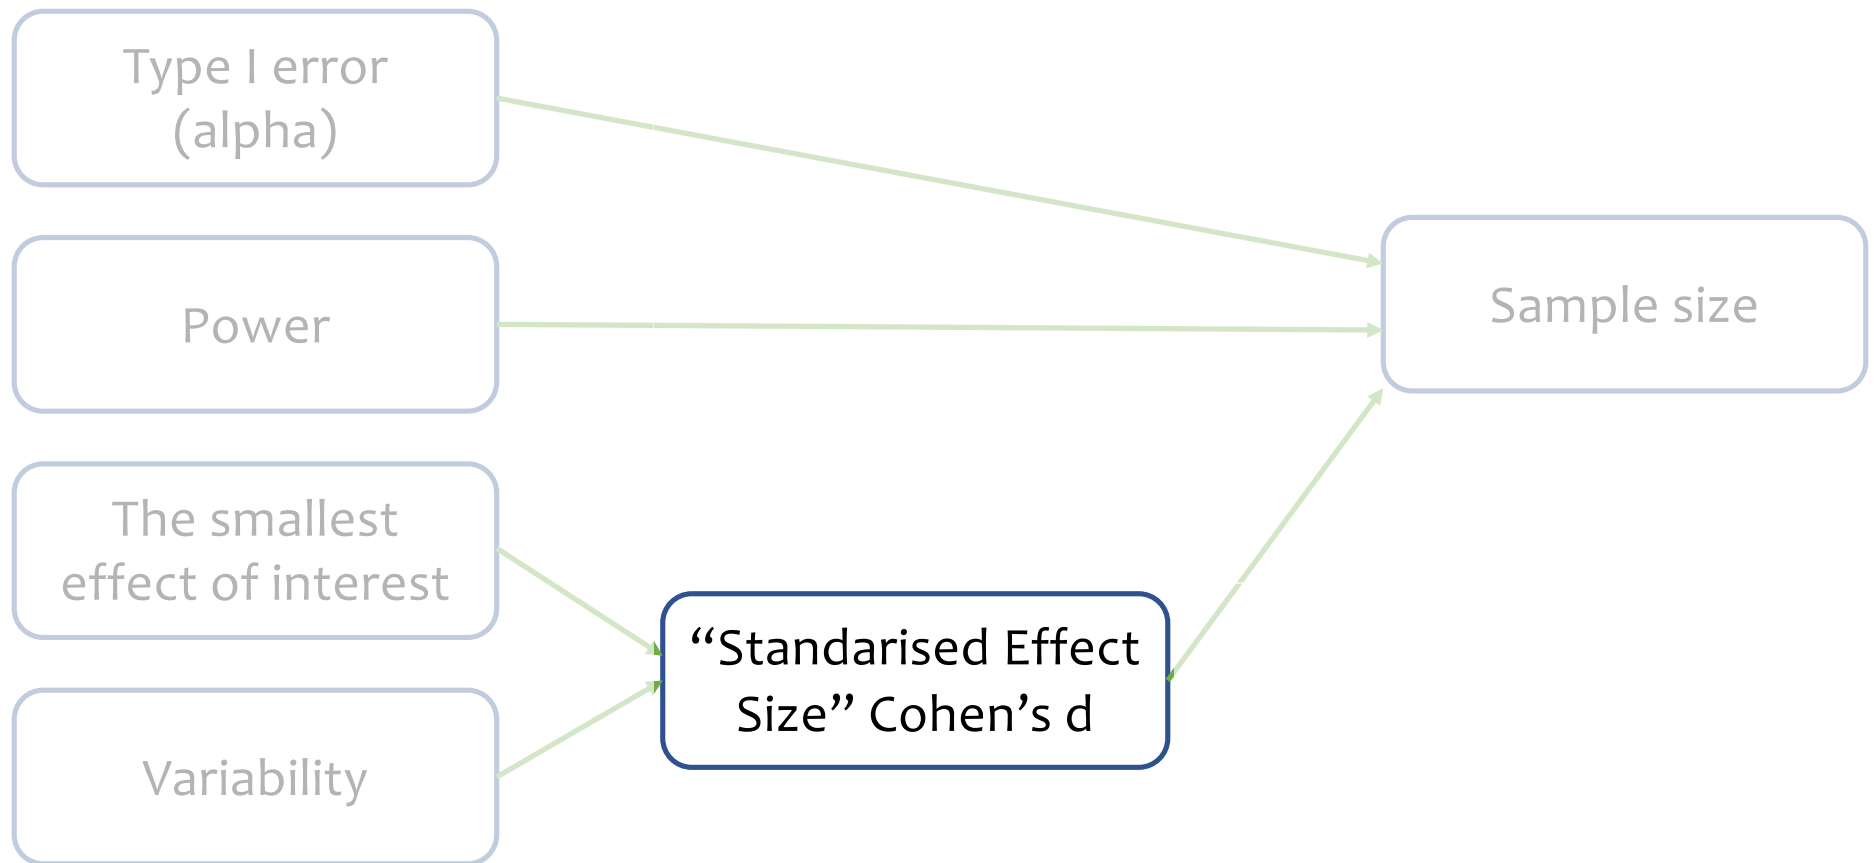 Type I error
(alpha)
Power
The smallest
effect of interest
Variability
“Standarised Effect
Size” Cohen’s d
Sample size